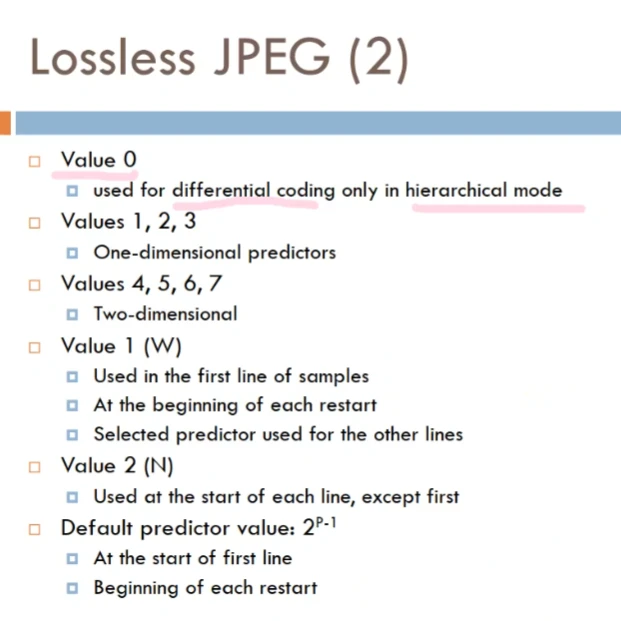 Lossless JPEG (2)
Value 0
used for differential coding only in hierarchical mode
Values 1, 2, 3
One-dimensional predictors
Values 4, 5, 6, 7
Two-dimensional
Value 1 (W)
Used in the first line of samples
At the beginning of each restart
Selected predictor used for the other lines
Value 2 (N)
Used at the start of each line, except first
Default predictor value: 2ᴾ⁻¹
At the start of first line
Beginning of each restart